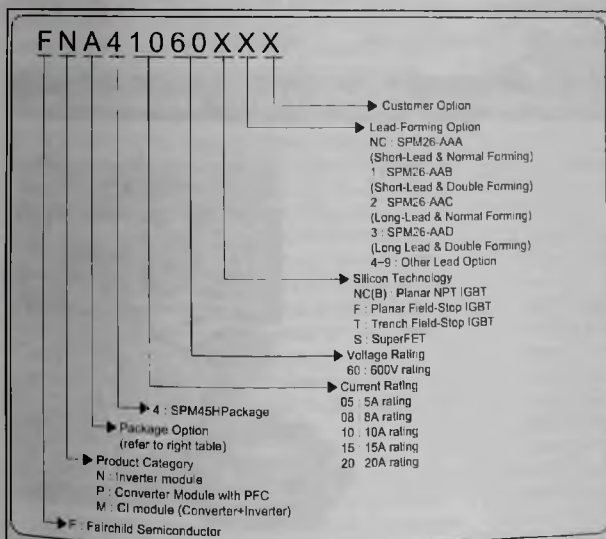 FNA41060XXX
Customer Option
Lead-Forming Option
NC : SPM26-AAA
(Short-Lead & Normal Forming)
1 SPM26-AAB
(Short-Lead & Double Forming)
2 SPM26-AAC
(Long-Lead & Normal Forming)
3 : SPM26-AAD
(Long Lead & Double Forming)
4~9 : Other Lead Option
Silicon Technology
NC(B) : Planar NPT IGBT
F : Planar Field-Stop IGBT
T : Trench Field-Stop IGBT
S : SuperFET
Voltage Rating
60 : 600V rating
Current Rating
05 : 5A rating
08 : 8A rating
10 : 10A rating
15 : 15A rating
20 20A rating
4 : SPM45HPackage
Package Option
(refer to right table)
Product Category
N : Inverter module
P : Converter Module with PFC
M : CI module (Converter+Inverter)
F : Fairchild Semiconductor